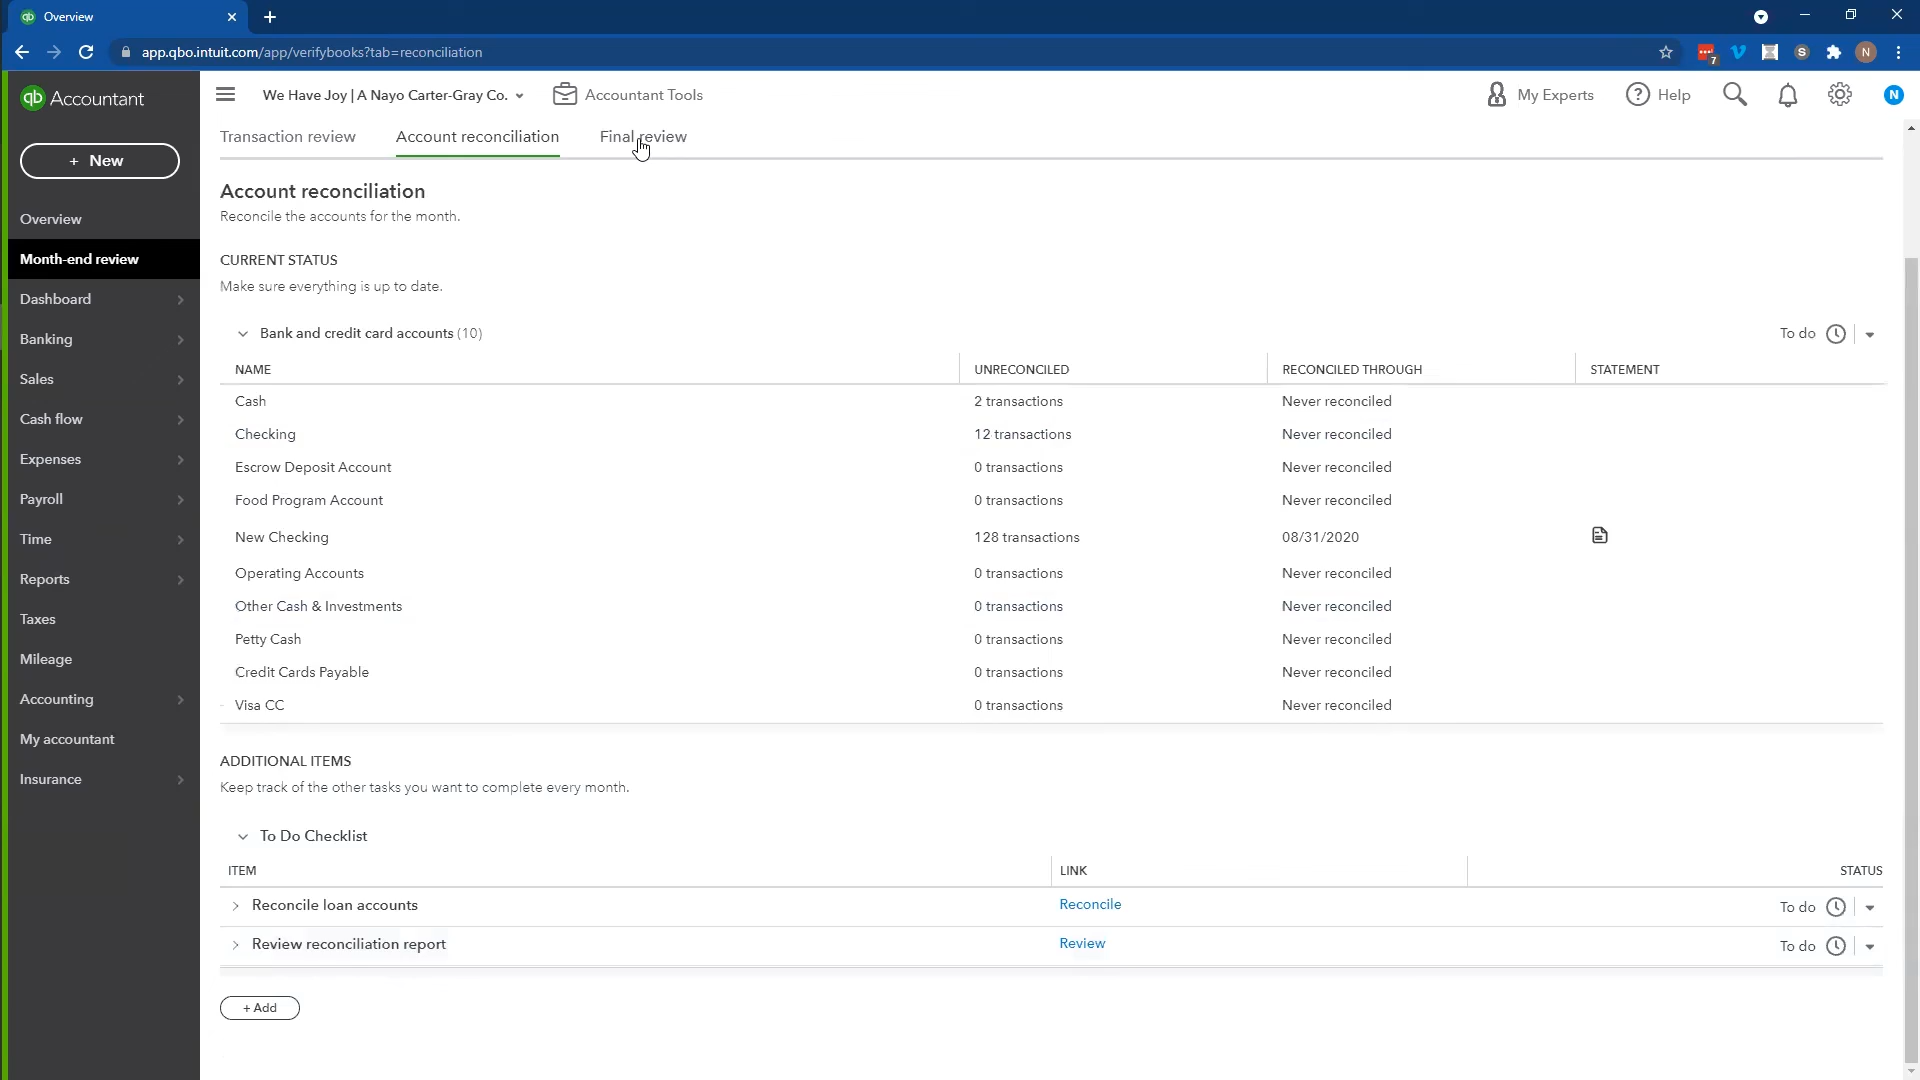 Overview
app.qbo.intuit.com/app/verifybooks?tab=reconciliation
7
S
N
qb Accountant
We Have Joy | A Nayo Carter-Gray Co.
Accountant Tools
My Experts
Help
N
+ New
Overview
Month-end review
Dashboard
Banking
Sales
Cash flow
Expenses
Payroll
Time
Reports
Taxes
Mileage
Accounting
My accountant
Insurance
Transaction review
Account reconciliation
Final review
Account reconciliation
Reconcile the accounts for the month.
CURRENT STATUS
Make sure everything is up to date.
Bank and credit card accounts (10) To do
NAME UNRECONCILED RECONCILED THROUGH STATEMENT
Cash 2 transactions Never reconciled
Checking 12 transactions Never reconciled
Escrow Deposit Account 0 transactions Never reconciled
Food Program Account 0 transactions Never reconciled
New Checking 128 transactions 08/31/2020
Operating Accounts 0 transactions Never reconciled
Other Cash & Investments 0 transactions Never reconciled
Petty Cash 0 transactions Never reconciled
Credit Cards Payable 0 transactions Never reconciled
Visa CC 0 transactions Never reconciled
ADDITIONAL ITEMS
Keep track of the other tasks you want to complete every month.
To Do Checklist
ITEM LINK STATUS
Reconcile loan accounts Reconcile To do
Review reconciliation report Review To do
+ Add